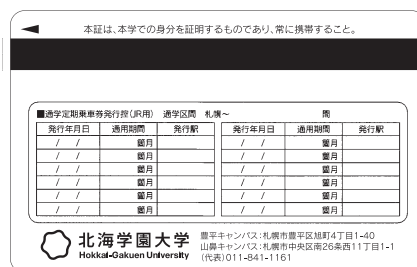 本証は、本学での身分を証明するものであり、常に携帯すること。
■通学定期乗車券発行控(JR用) 通学区間 札幌～ 間
発行年月日 通用期間 発行駅 発行年月日 通用期間 発行駅
/ / 箇月 / / 箇月
/ / 箇月 / / 箇月
/ / 箇月 / / 箇月
/ / 箇月 / / 箇月
/ / 箇月 / / 箇月
/ / 箇月 / / 箇月
北海学園大学
Hokkai-Gakuen University
豊平キャンパス:札幌市豊平区旭町4丁目1-40
山鼻キャンパス:札幌市中央区南26条西11丁目1-1
(代表)011-841-1161